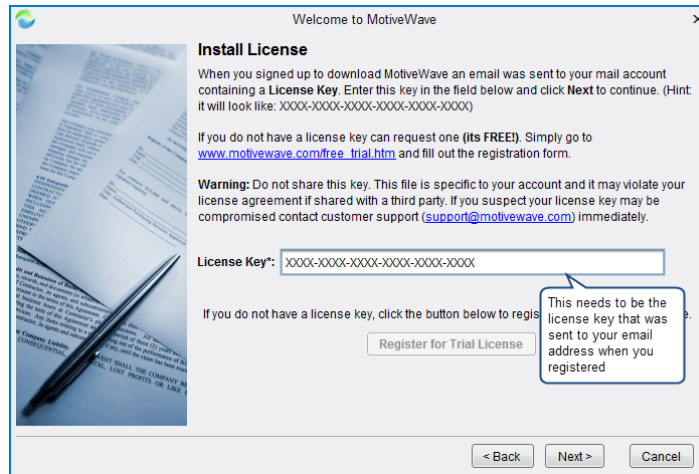 Welcome to MotiveWave
Install License
When you signed up to download MotiveWave an email was sent to your mail account
containing a License Key. Enter this key in the field below and click Next to continue. (Hint:
it will look like: XXXX-XXXX-XXXX-XXXX-XXXX-XXXX)
If you do not have a license key can request one (its FREE!). Simply go to
www.motivewave.com/free_trial.htm and fill out the registration form.
Warning: Do not share this key. This file is specific to your account and it may violate your
license agreement if shared with a third party. If you suspect your license key may be
compromised contact customer support (support@motivewave.com) immediately.
License Key*: XXXX-XXXX-XXXX-XXXX-XXXX-XXXX
If you do not have a license key, click the button below to regis
This needs to be the
license key that was
sent to your email
address when you
registered
Register for Trial License
< Back
Next >
Cancel